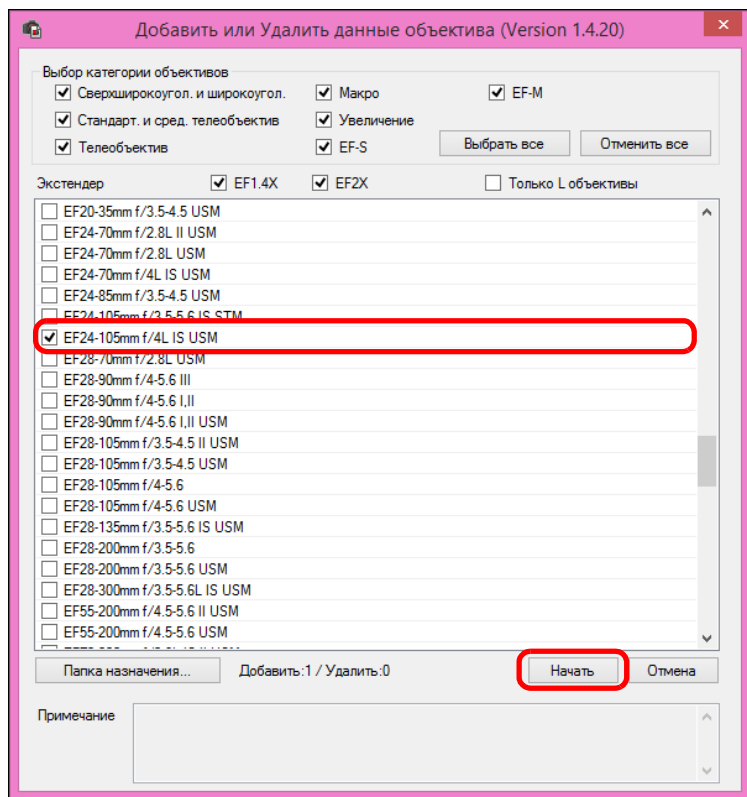 Добавить или Удалить данные объектива (Version 1.4.20)
Выбор категории объективов
Сверхширокоугол. и широкоугол. Макро EF-M
Стандарт. и сред. телеобъектив Увеличение
Телеобъектив EF-S Выбрать все Отменить все
Экстендер EF1.4X EF2X Только L объективы
EF20-35mm f/3.5-4.5 USM
EF24-70mm f/2.8L II USM
EF24-70mm f/2.8L USM
EF24-70mm f/4L IS USM
EF24-85mm f/3.5-4.5 USM
EF24-105mm f/3.5-5.6 IS STM
EF24-105mm f/4L IS USM
EF28-70mm f/2.8L USM
EF28-90mm f/4-5.6 III
EF28-90mm f/4-5.6 I,II
EF28-90mm f/4-5.6 I,II USM
EF28-105mm f/3.5-4.5 II USM
EF28-105mm f/3.5-4.5 USM
EF28-105mm f/4-5.6
EF28-105mm f/4-5.6 USM
EF28-135mm f/3.5-5.6 IS USM
EF28-200mm f/3.5-5.6
EF28-200mm f/3.5-5.6 USM
EF28-300mm f/3.5-5.6L IS USM
EF55-200mm f/4.5-5.6 II USM
EF55-200mm f/4.5-5.6 USM
Папка назначения... Добавить:1 / Удалить:0 Начать Отмена
Примечание